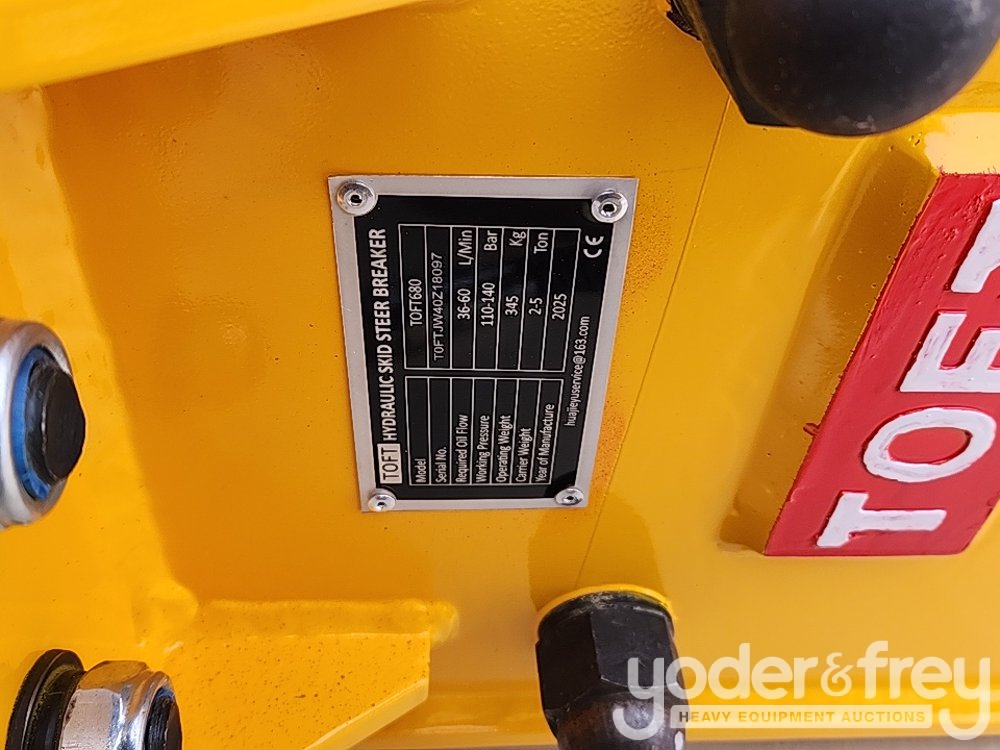 TOFT HYDRAULIC SKID STEER BREAKER
Model TOFT680
Serial No. TOFTJW40Z18097
Required Oil Flow 36-60 L/Min
Working Pressure 110-140 Bar
Operating Weight 345 Kg
Carrier Weight 2-5 Ton
Year of Manufacture 2025
huajieyuservice@163.com CE
TOFT
yoder&frey
HEAVY EQUIPMENT AUCTIONS